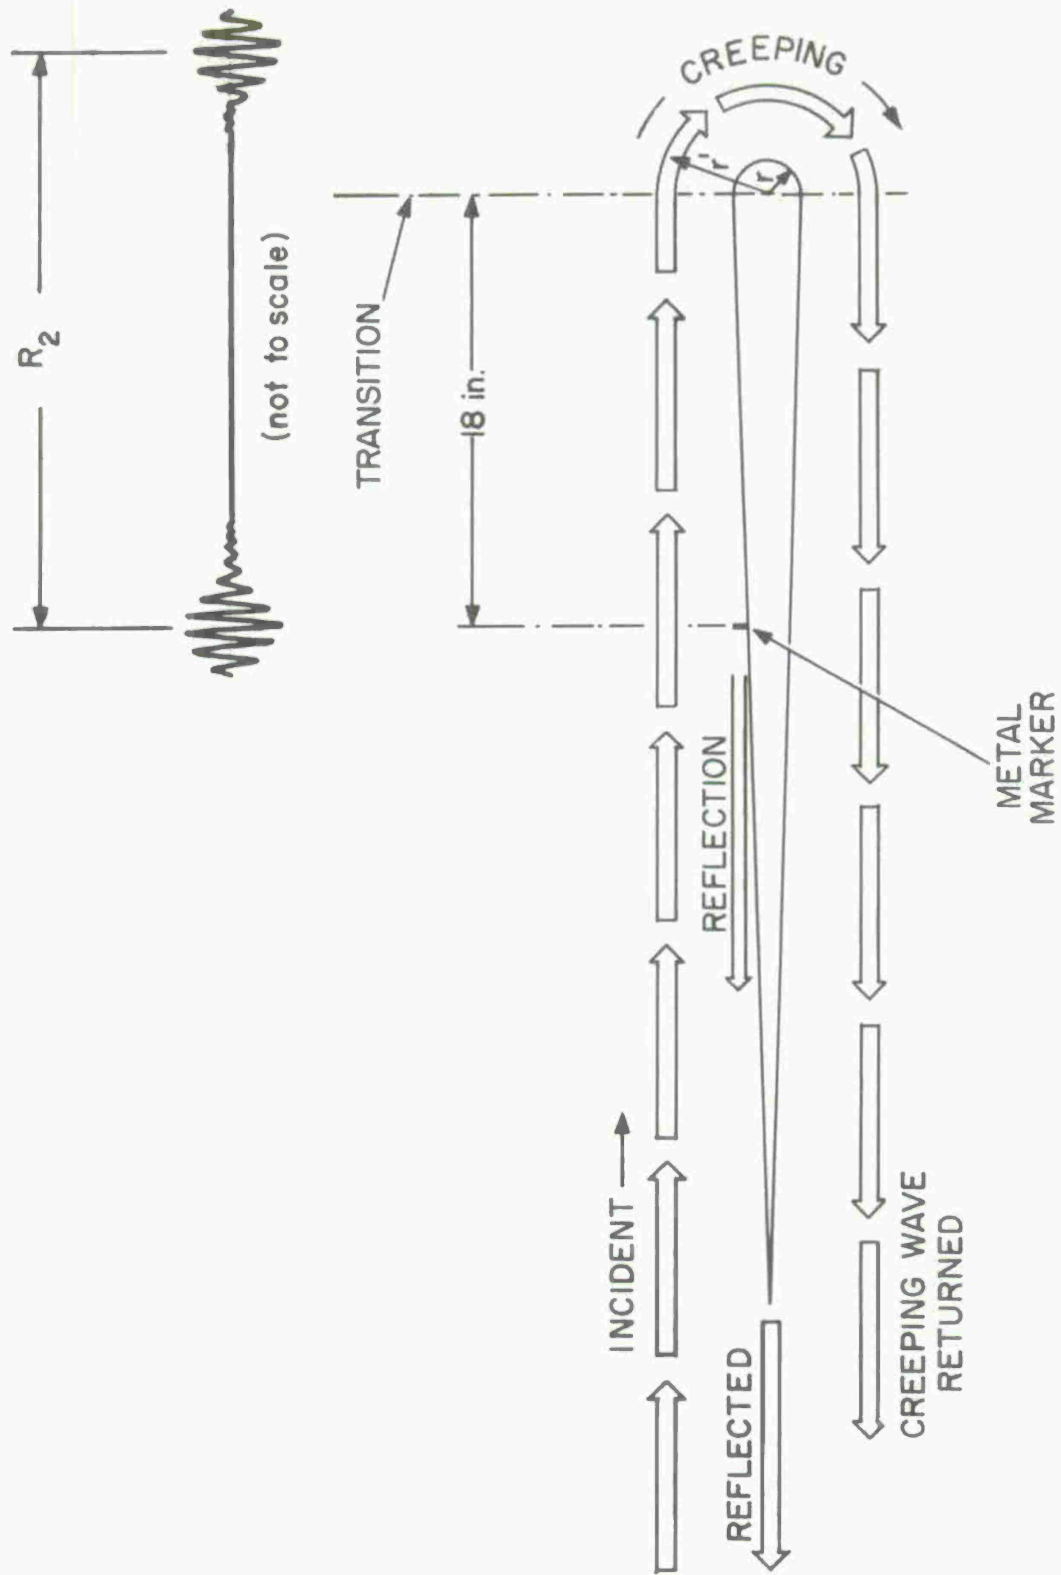 R2
(not to scale)
TRANSITION
18 in.
CREEPING
r'
r
INCIDENT
REFLECTION
REFLECTED
METAL
MARKER
CREEPING WAVE
RETURNED